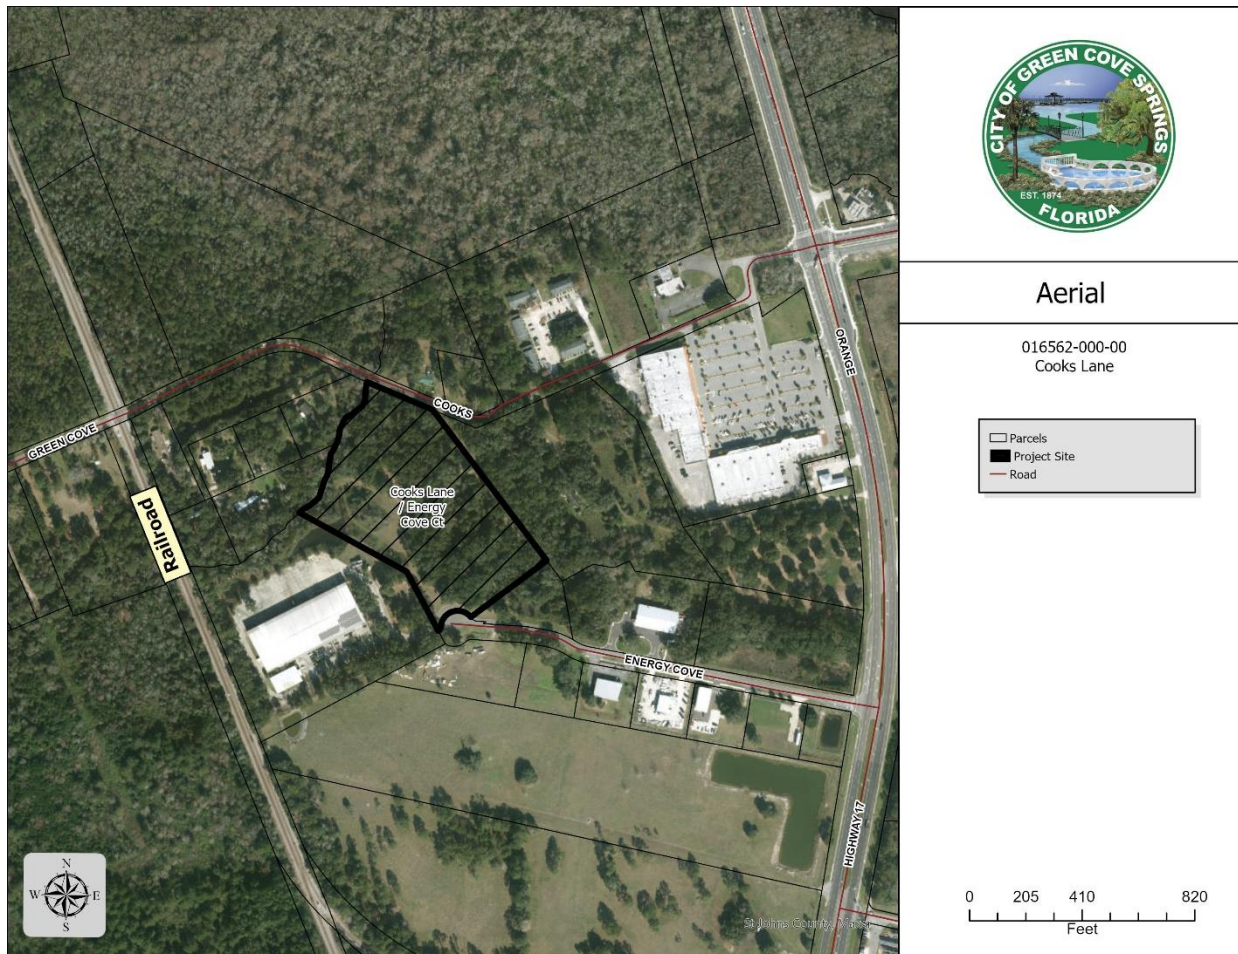 CITY OF GREEN COVE SPRINGS
EST. 1874
FLORIDA
Aerial
016562-000-00
Cooks Lane
Parcels
Project Site
Road
ORANGE
COOKS
GREEN COVE
Cooks Lane
/ Energy
Cove Ct
Railroad
ENERGY COVE
HIGHWAY 17
N
W
E
S
St Johns County, Maxar
0 205 410 820
Feet